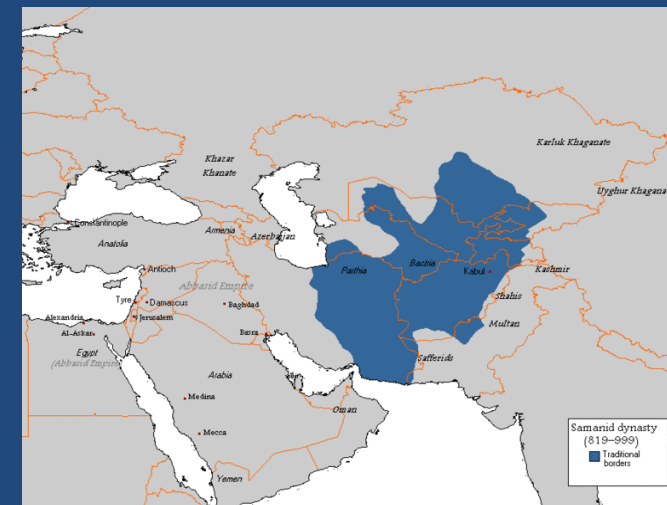 Karluk Khaganate
Khazar
Khanate
Uyghur Khagana
Constantinople
Armenia
Azerbaijan
Anatolia
Parthia
Bactria
Kabul
Kashmir
Antioch
Abbasid Empire
Tyre
Damascus
Baghdad
Shahis
Alexandria
Jerusalem
Multan
Al-Askar
Basra
Egypt
(Abbasid Empire)
Safferids
Arabia
Medina
Oman
Mecca
Yemen
Samanid dynasty
(819–999)
Traditional
borders